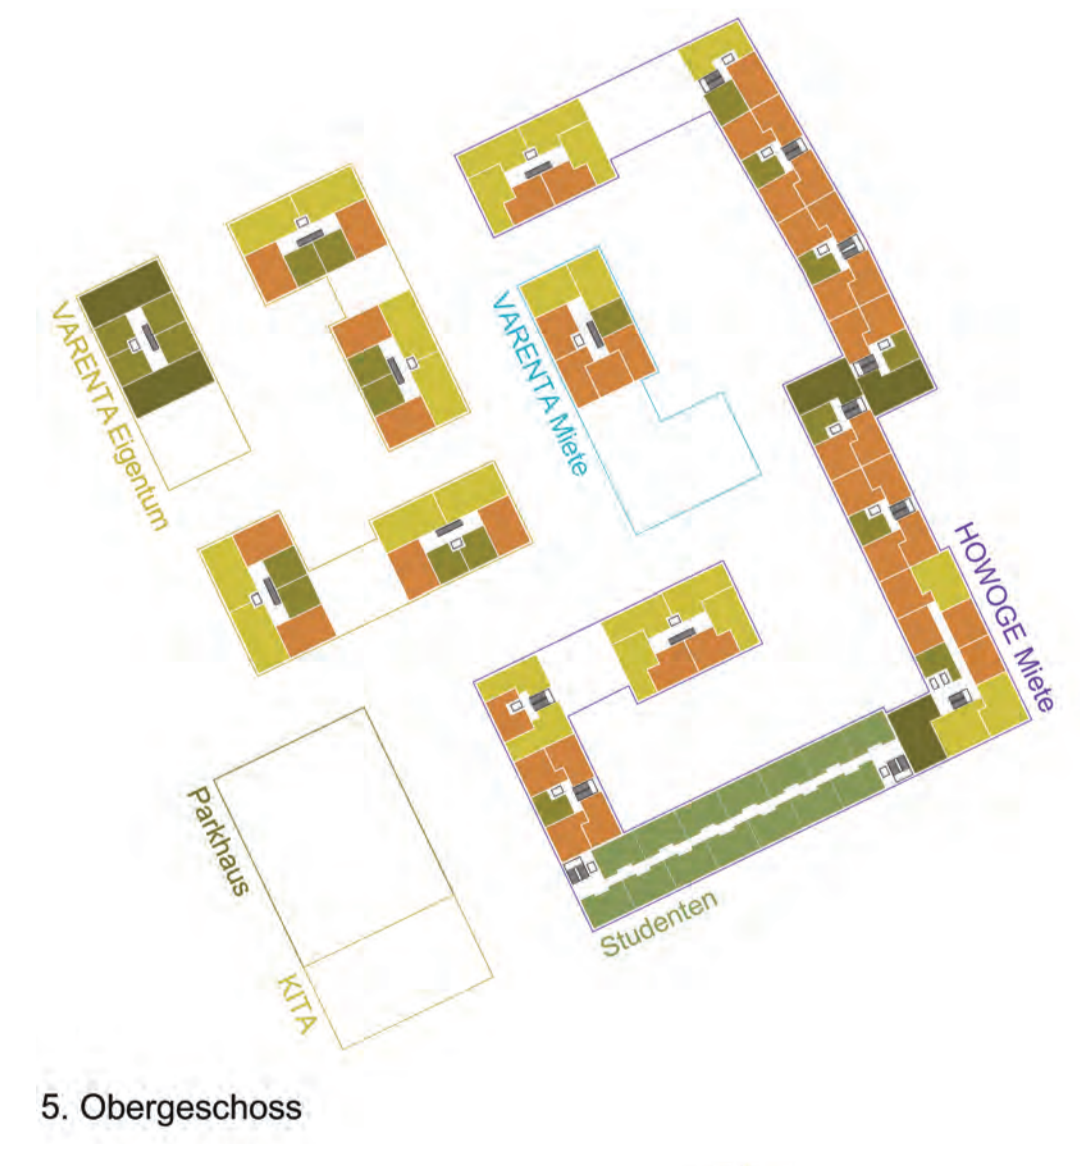 VARENTA Eigentum
VARENTA Miete
HOWOGE Miete
Parkhaus
Studenten
KITA
5. Obergeschoss